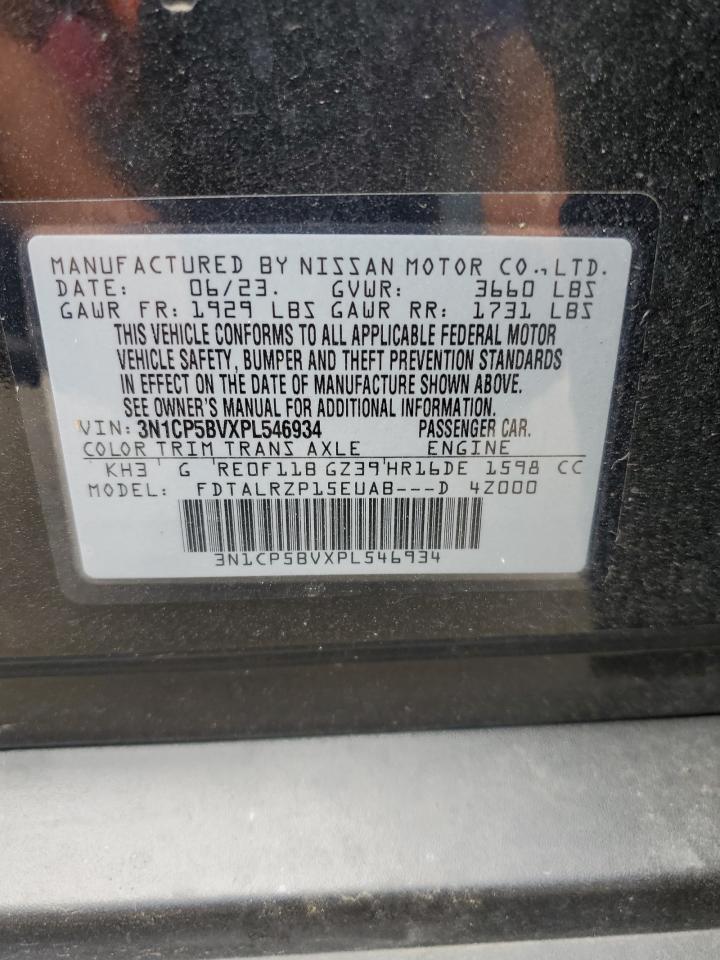 MANUFACTURED BY NISSAN MOTOR CO., LTD.
DATE: 06/23. GVWR: 3660 LBS
GAWR FR: 1929 LBS GAWR RR: 1731 LBS
THIS VEHICLE CONFORMS TO ALL APPLICABLE FEDERAL MOTOR
VEHICLE SAFETY, BUMPER AND THEFT PREVENTION STANDARDS
IN EFFECT ON THE DATE OF MANUFACTURE SHOWN ABOVE.
SEE OWNER'S MANUAL FOR ADDITIONAL INFORMATION.
VIN: 3N1CP5BVXPL546934 PASSENGER CAR.
COLOR TRIM TRANS AXLE ENGINE
KH3 G RE0F11B GZ39 HR16DE 1598 CC
MODEL: FDTALRZP15EUAB---D 4Z000
3N1CP5BVXPL546934